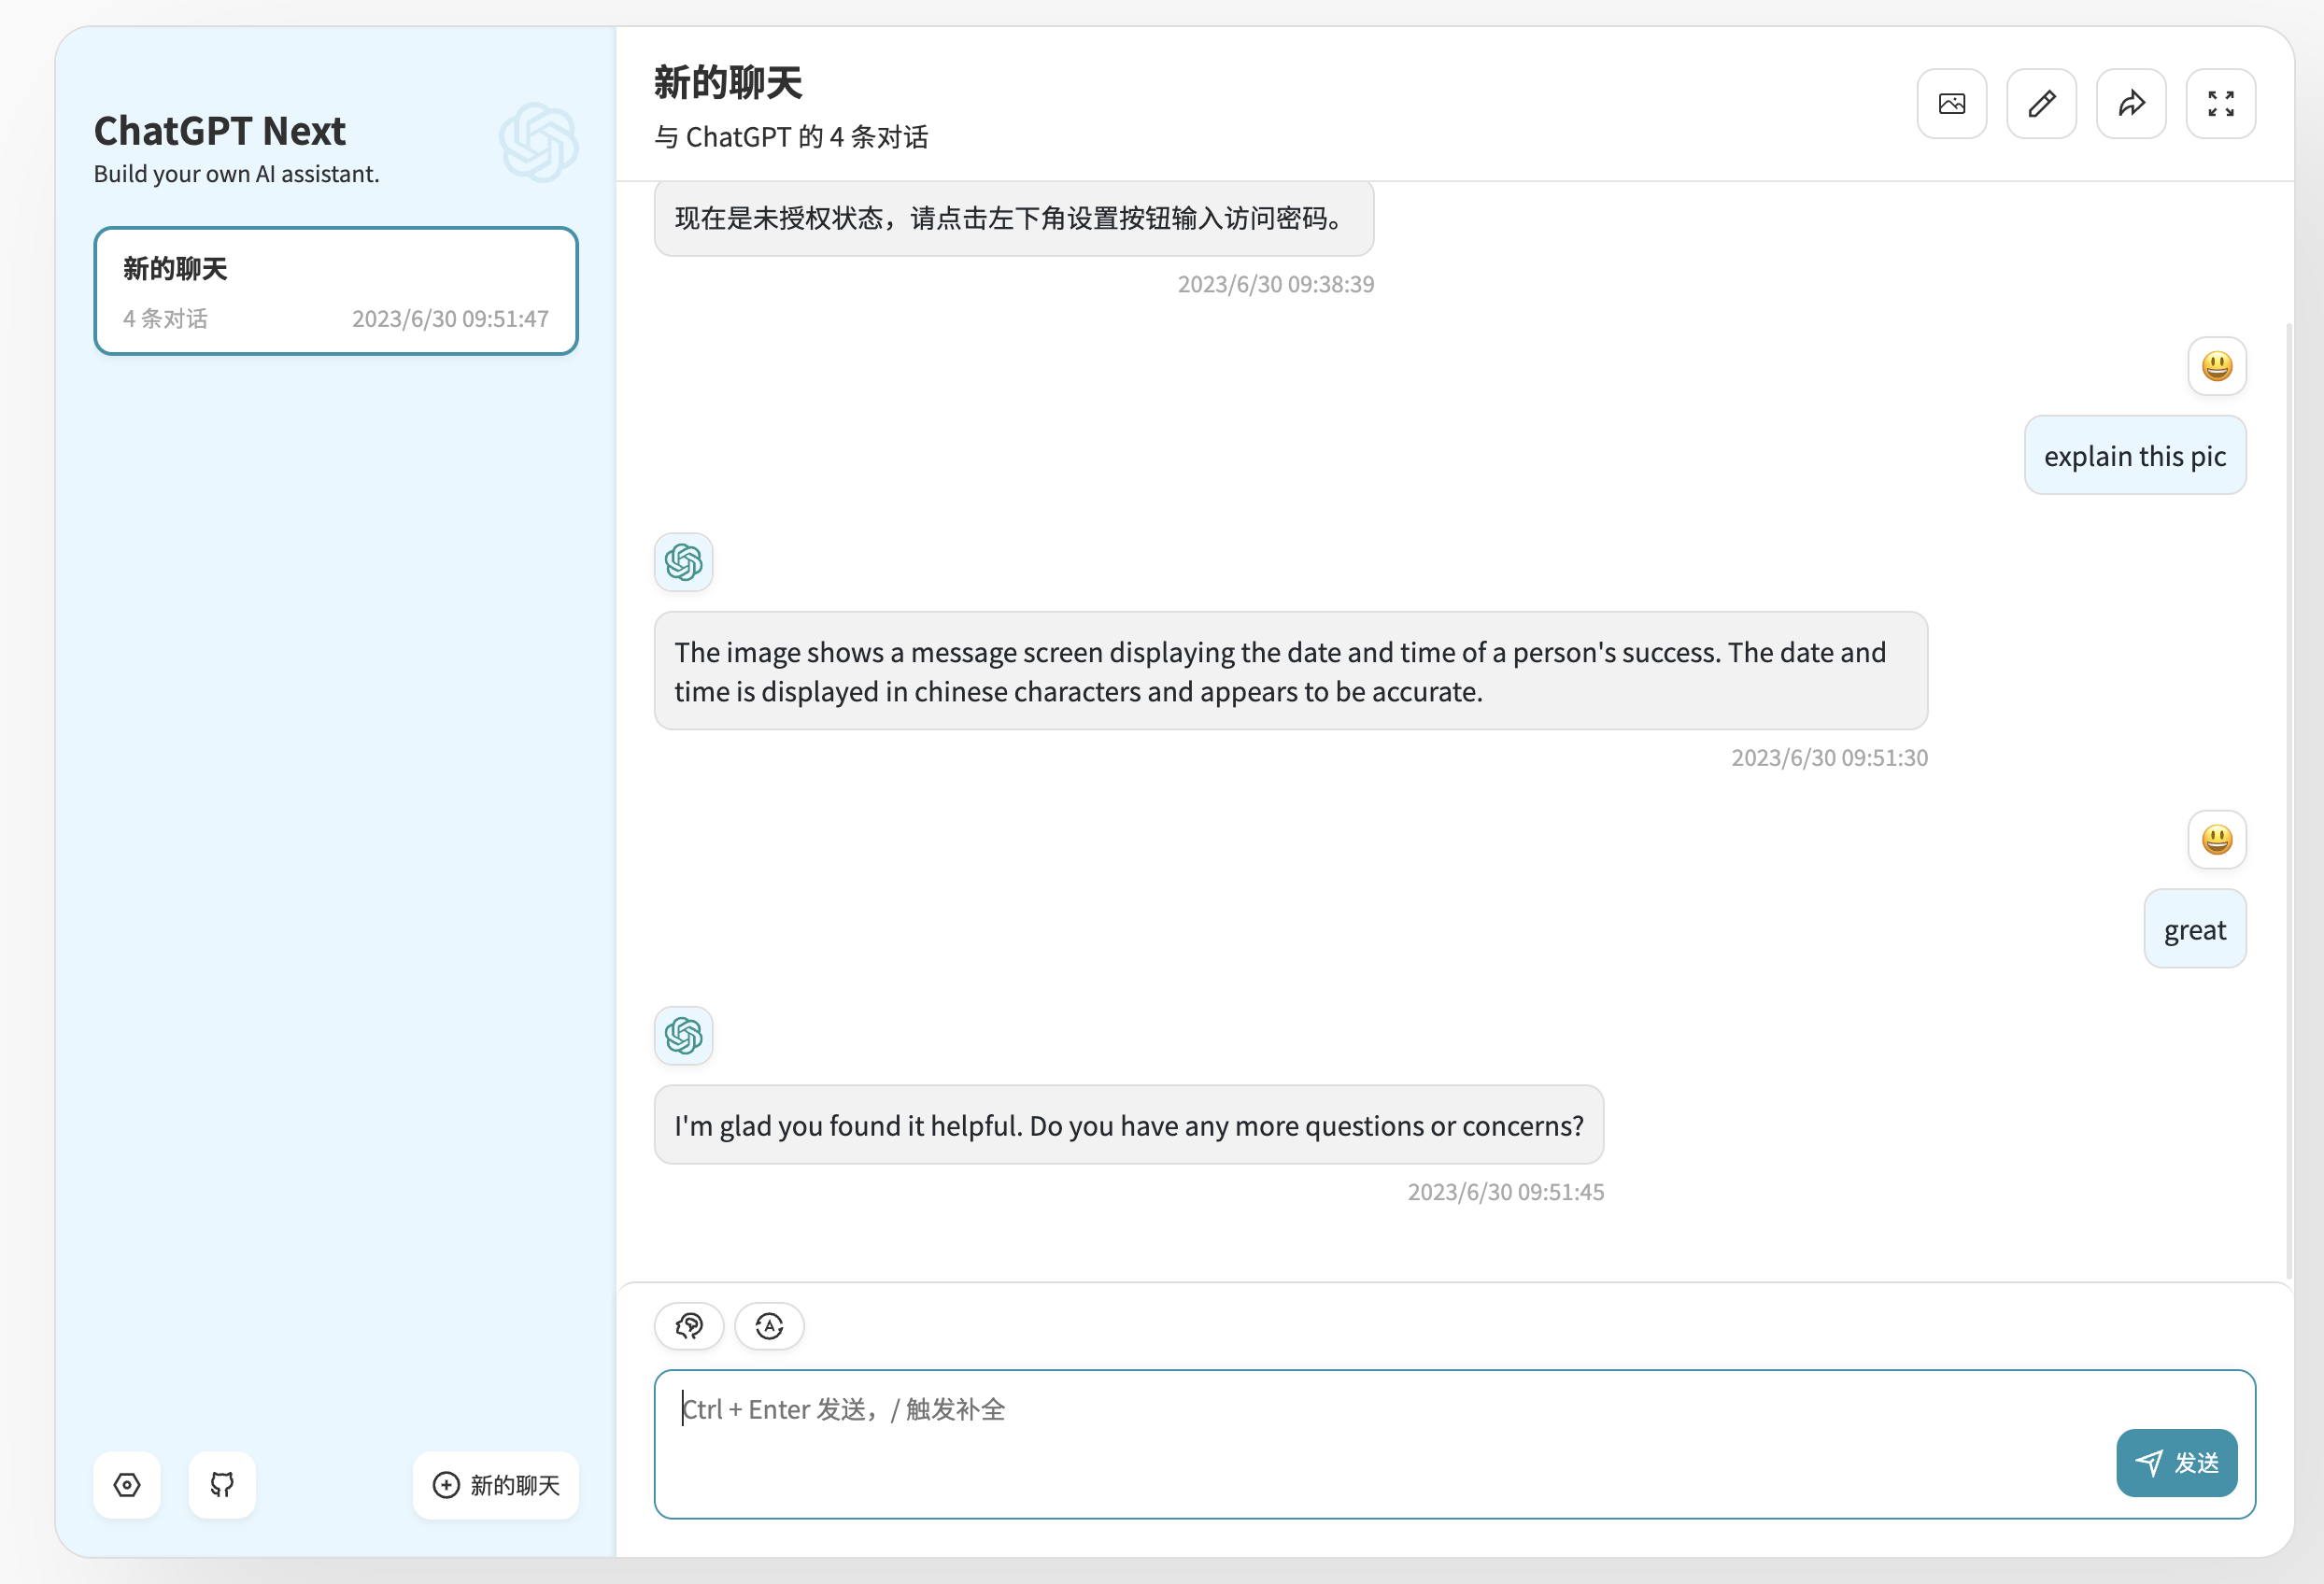 ChatGPT Next
Build your own AI assistant.
新的聊天
4 条对话
2023/6/30 09:51:47
新的聊天
新的聊天
与 ChatGPT 的 4 条对话
现在是未授权状态，请点击左下角设置按钮输入访问密码。
2023/6/30 09:38:39
explain this pic
The image shows a message screen displaying the date and time of a person's success. The date and
time is displayed in chinese characters and appears to be accurate.
2023/6/30 09:51:30
great
I'm glad you found it helpful. Do you have any more questions or concerns?
2023/6/30 09:51:45
Ctrl + Enter 发送，/ 触发补全
发送